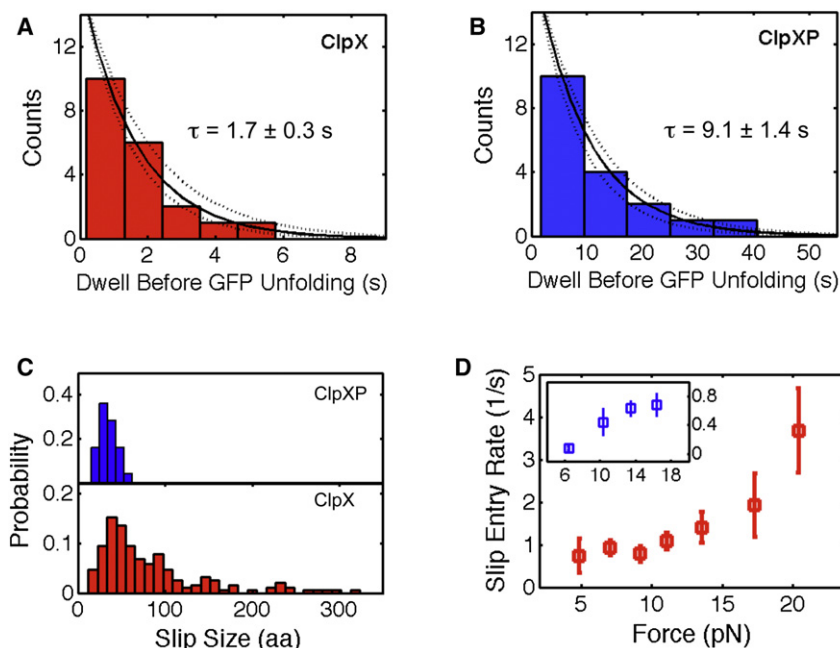 A
ClpX
12
8
4
0
Counts
τ = 1.7 ± 0.3 s
0 2 4 6 8
Dwell Before GFP Unfolding (s)
B
ClpXP
12
8
4
0
Counts
τ = 9.1 ± 1.4 s
0 10 20 30 40 50
Dwell Before GFP Unfolding (s)
C
Probability
ClpXP
0.4
0.2
ClpX
0.2
0.1
0
0 100 200 300
Slip Size (aa)
D
Slip Entry Rate (1/s)
5
4
3
2
1
0
0.8
0.4
0
6 10 14 18
5 10 15 20
Force (pN)